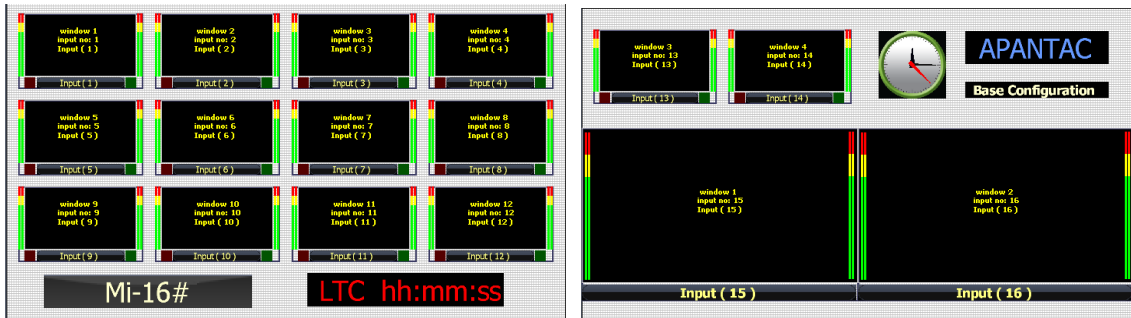 window 1
input no: 1
Input ( 1 )
Input ( 1 )
window 2
input no: 2
Input ( 2 )
Input ( 2 )
window 3
input no: 3
Input ( 3 )
Input ( 3 )
window 4
input no: 4
Input ( 4 )
Input ( 4 )
window 5
input no: 5
Input ( 5 )
Input ( 5 )
window 6
input no: 6
Input ( 6 )
Input ( 6 )
window 7
input no: 7
Input ( 7 )
Input ( 7 )
window 8
input no: 8
Input ( 8 )
Input ( 8 )
window 9
input no: 9
Input ( 9 )
Input ( 9 )
window 10
input no: 10
Input ( 10 )
Input ( 10 )
window 11
input no: 11
Input ( 11 )
Input ( 11 )
window 12
input no: 12
Input ( 12 )
Input ( 12 )
Mi-16#
LTC hh:mm:ss
window 3
input no: 13
Input ( 13 )
Input ( 13 )
window 4
input no: 14
Input ( 14 )
Input ( 14 )
APANTAC
Base Configuration
window 1
input no: 15
Input ( 15 )
Input ( 15 )
window 2
input no: 16
Input ( 16 )
Input ( 16 )